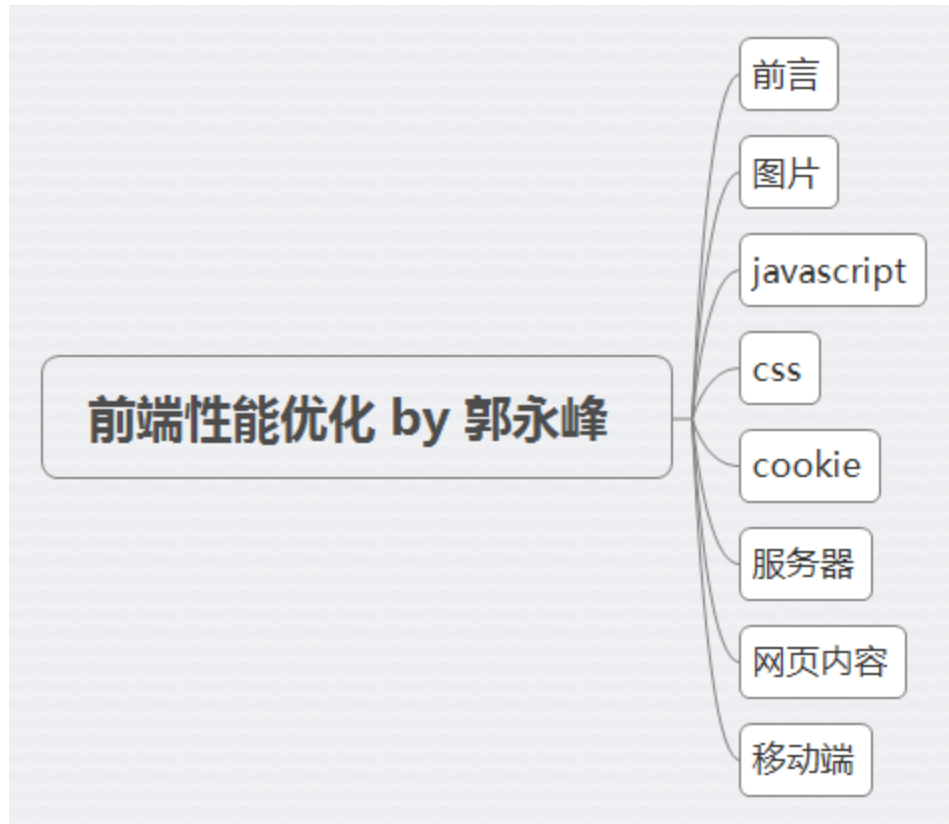 前言
图片
javascript
css
前端性能优化 by 郭永峰
cookie
服务器
网页内容
移动端